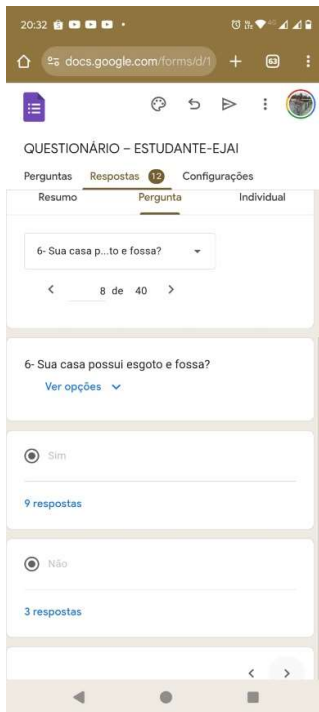 20:32
docs.google.com/forms/d/1
63
QUESTIONÁRIO – ESTUDANTE-EJAI
Perguntas Respostas 12 Configurações
Resumo Pergunta Individual
6- Sua casa p...to e fossa?
8 de 40
6- Sua casa possui esgoto e fossa?
Ver opções
Sim
9 respostas
Não
3 respostas